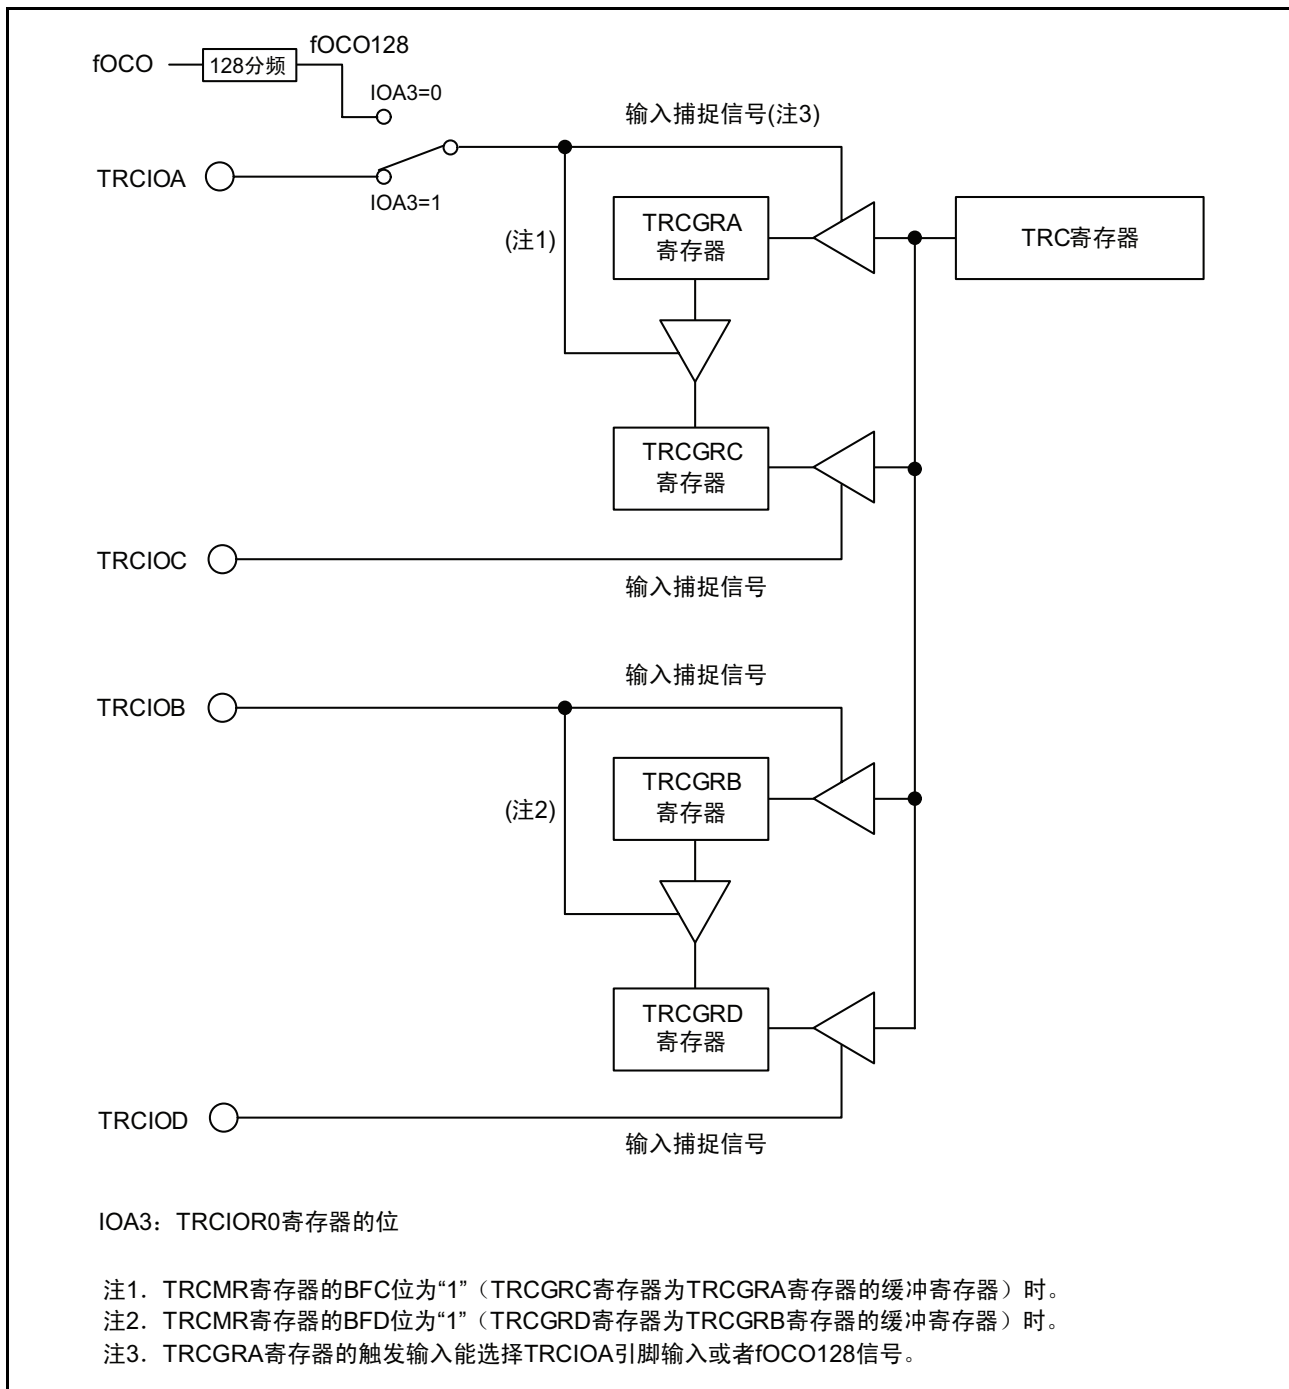 fOCO
128分频
fOCO128
IOA3=0
输入捕捉信号(注3)
TRCIOA
IOA3=1
(注1)
TRCGRA
寄存器
TRC寄存器
TRCGRC
寄存器
TRCIOC
输入捕捉信号
输入捕捉信号
TRCIOB
(注2)
TRCGRB
寄存器
TRCGRD
寄存器
TRCIOD
输入捕捉信号
IOA3：TRCIOR0寄存器的位
注1．TRCMR寄存器的BFC位为“1”（TRCGRC寄存器为TRCGRA寄存器的缓冲寄存器）时。
注2．TRCMR寄存器的BFD位为“1”（TRCGRD寄存器为TRCGRB寄存器的缓冲寄存器）时。
注3．TRCGRA寄存器的触发输入能选择TRCIOA引脚输入或者fOCO128信号。